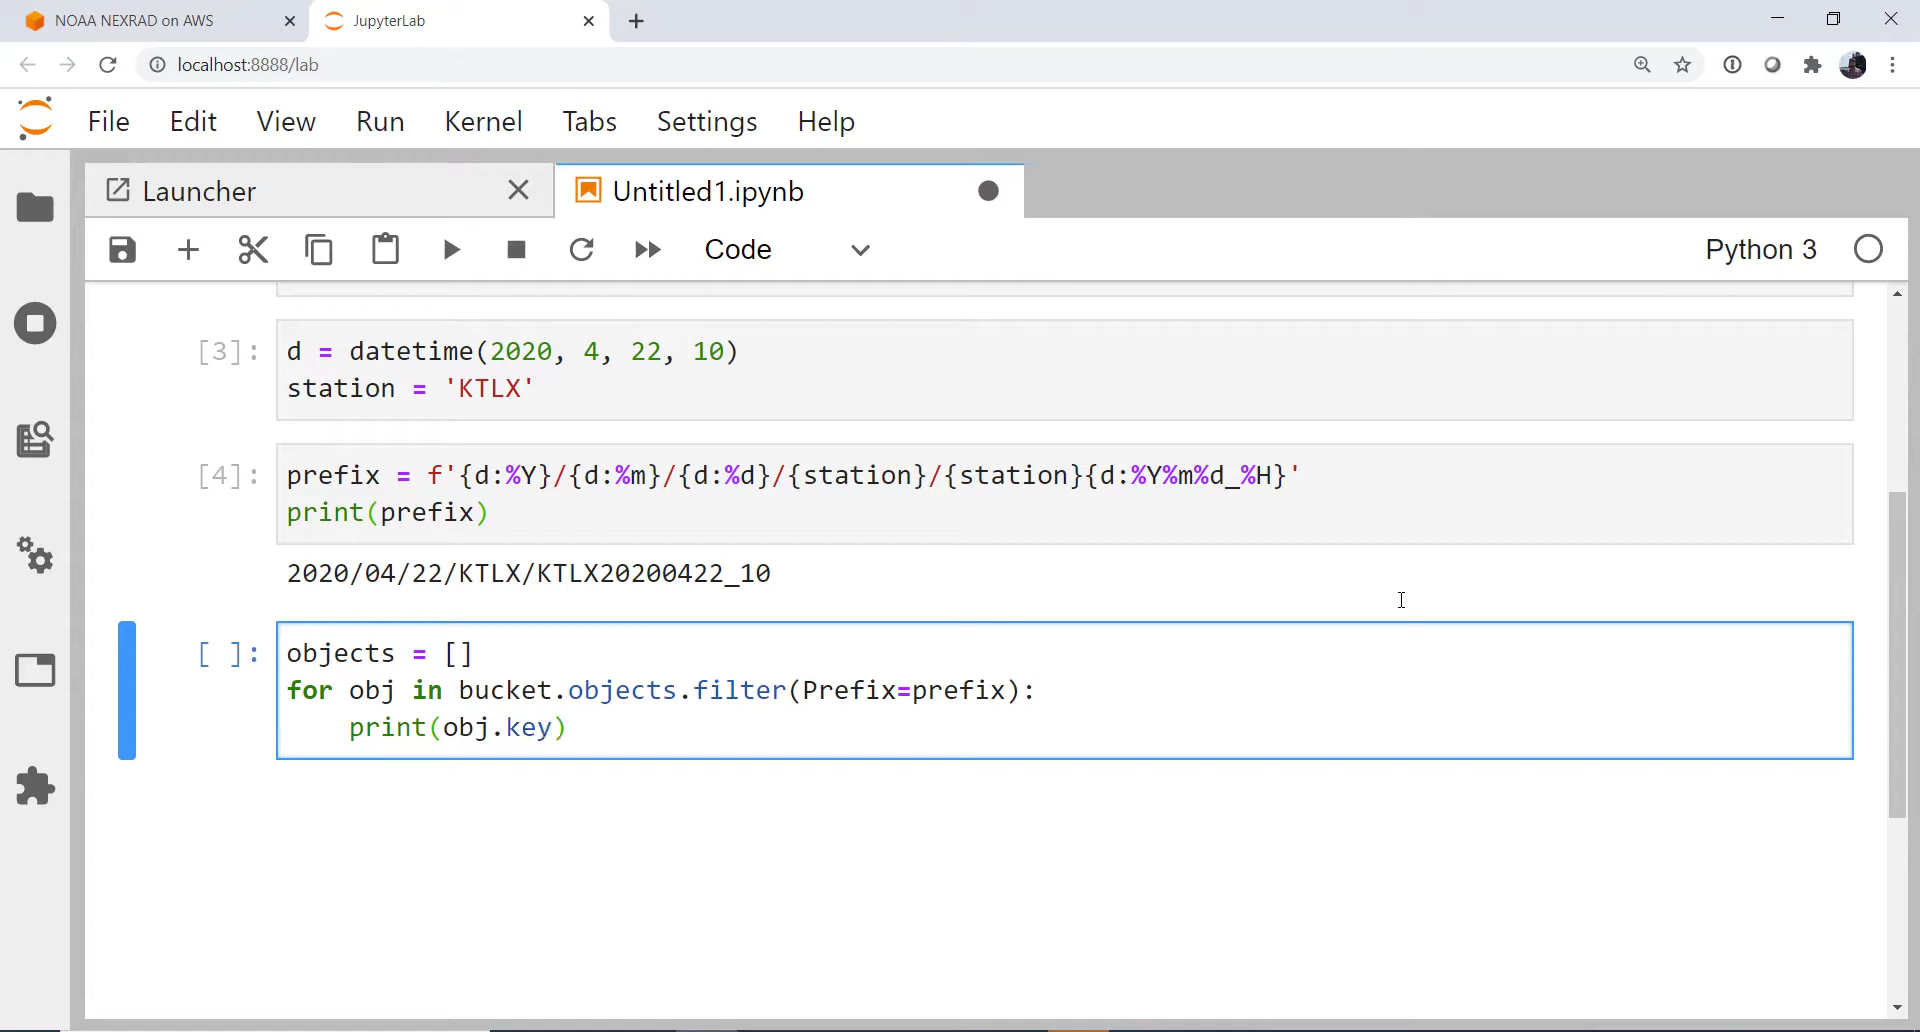 NOAA NEXRAD on AWS
JupyterLab
localhost:8888/lab
File Edit View Run Kernel Tabs Settings Help
Launcher
Untitled1.ipynb
Code
Python 3
[3]:
d = datetime(2020, 4, 22, 10)
station = 'KTLX'
[4]:
prefix = f'{d:%Y}/{d:%m}/{d:%d}/{station}/{station}{d:%Y%m%d_%H}'
print(prefix)
2020/04/22/KTLX/KTLX20200422_10
[ ]:
objects = []
for obj in bucket.objects.filter(Prefix=prefix):
    print(obj.key)